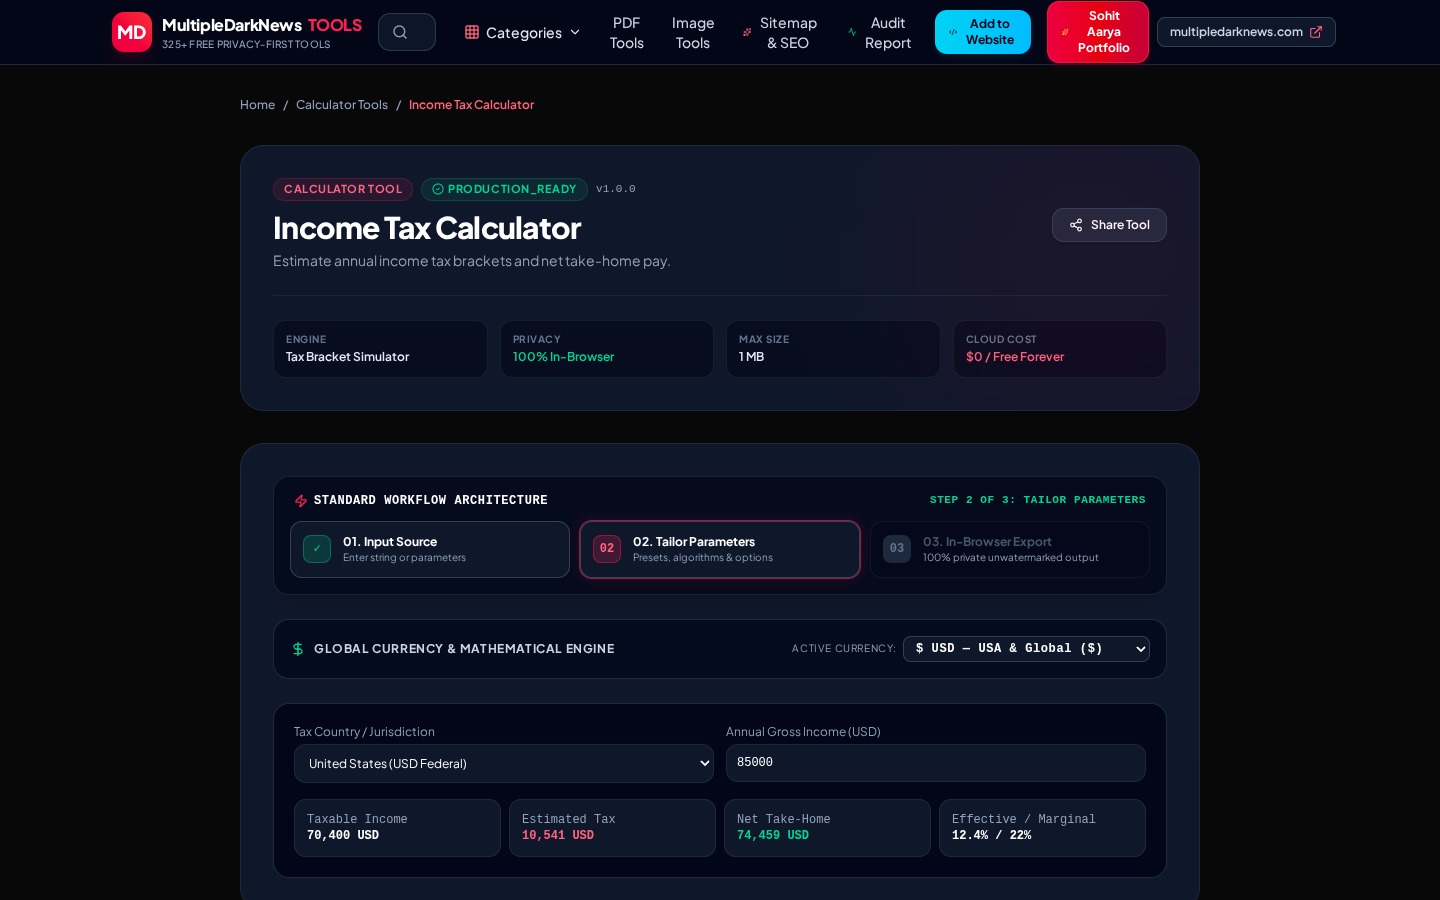 MD
MultipleDarkNews TOOLS
325+ FREE PRIVACY-FIRST TOOLS
Categories
PDF
Tools
Image
Tools
Sitemap
& SEO
Audit
Report
Add to
Website
Sohit
Aarya
Portfolio
multipledarknews.com
Home / Calculator Tools / Income Tax Calculator
CALCULATOR TOOL
PRODUCTION_READY
v1.0.0
Income Tax Calculator
Estimate annual income tax brackets and net take-home pay.
Share Tool
ENGINE
Tax Bracket Simulator
PRIVACY
100% In-Browser
MAX SIZE
1 MB
CLOUD COST
$0 / Free Forever
STANDARD WORKFLOW ARCHITECTURE
STEP 2 OF 3: TAILOR PARAMETERS
✓
01. Input Source
Enter string or parameters
02
02. Tailor Parameters
Presets, algorithms & options
03
03. In-Browser Export
100% private unwatermarked output
GLOBAL CURRENCY & MATHEMATICAL ENGINE
ACTIVE CURRENCY:
$ USD — USA & Global ($)
Tax Country / Jurisdiction
United States (USD Federal)
Annual Gross Income (USD)
85000
Taxable Income
70,400 USD
Estimated Tax
10,541 USD
Net Take-Home
74,459 USD
Effective / Marginal
12.4% / 22%